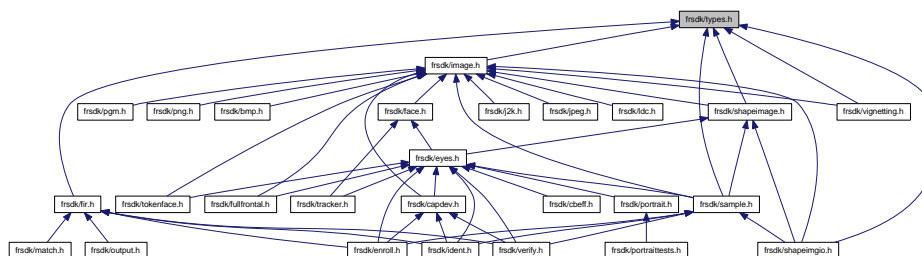 frsdk/types.h
frsdk/image.h
frsdk/pgm.h
frsdk/png.h
frsdk/bmp.h
frsdk/face.h
frsdk/j2k.h
frsdk/jpeg.h
frsdk/ldc.h
frsdk/shapeimage.h
frsdk/vignetting.h
frsdk/eyes.h
frsdk/fir.h
frsdk/tokenface.h
frsdk/fullfrontal.h
frsdk/tracker.h
frsdk/capdev.h
frsdk/cbeff.h
frsdk/portrait.h
frsdk/sample.h
frsdk/match.h
frsdk/output.h
frsdk/enroll.h
frsdk/ident.h
frsdk/verify.h
frsdk/portraittests.h
frsdk/shapeimgio.h